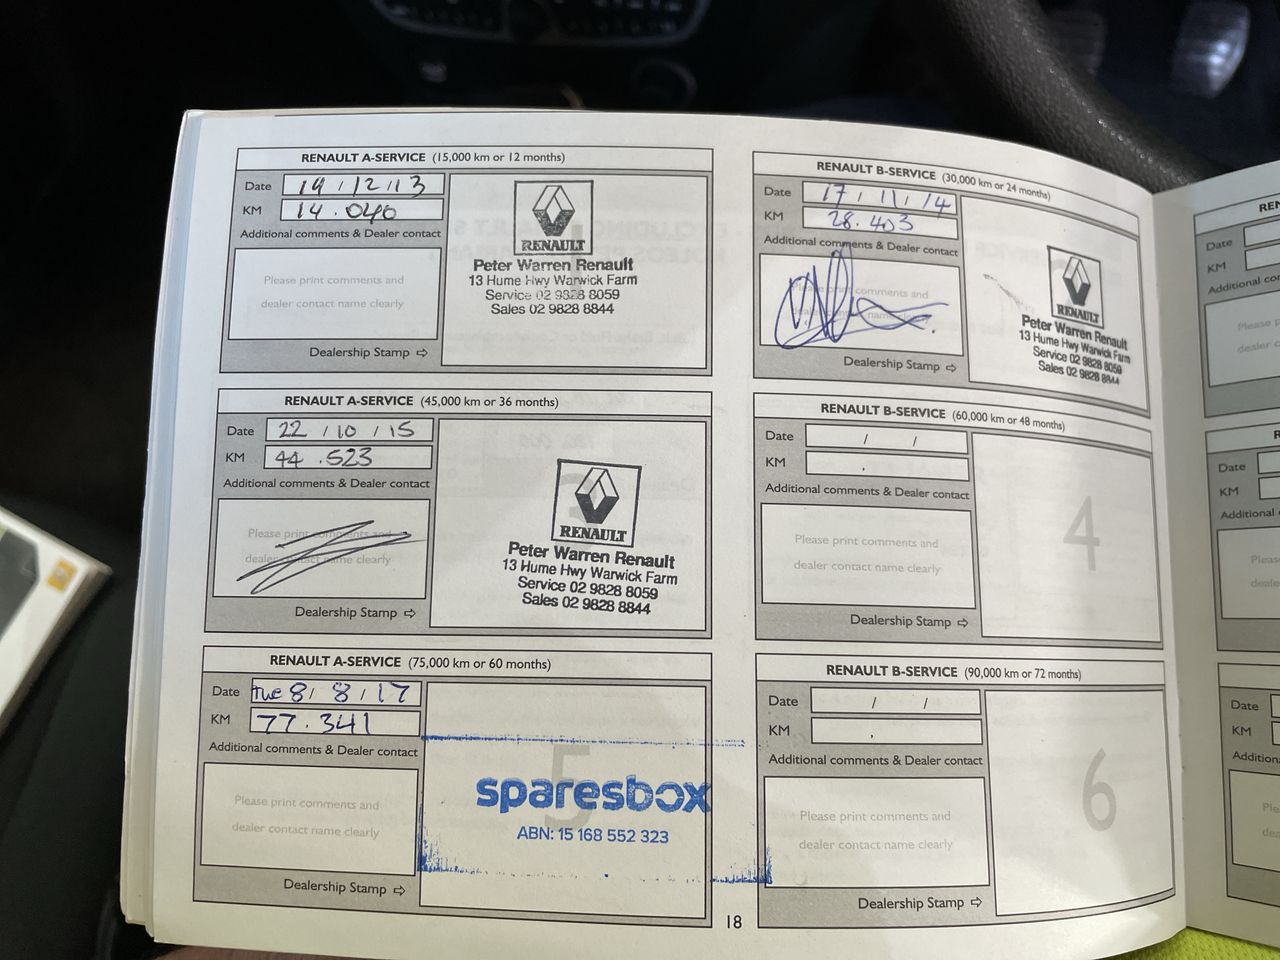 RENAULT A-SERVICE (15,000 km or 12 months)
Date 19 / 12 / 13
KM 14 . 040
Additional comments & Dealer contact
Please print comments and
dealer contact name clearly
Dealership Stamp ⇨
RENAULT
Peter Warren Renault
13 Hume Hwy Warwick Farm
Service 02 9828 8059
Sales 02 9828 8844
RENAULT B-SERVICE (30,000 km or 24 months)
Date 17 / 11 / 14
KM 28 . 403
Additional comments & Dealer contact
Please print comments and
name clearly
Dealership Stamp ⇨
RENAULT
Peter Warren Renault
13 Hume Hwy Warwick Farm
Service 02 9828 8059
Sales 02 9828 8844
RENAULT A-SERVICE (45,000 km or 36 months)
Date 22 / 10 / 15
KM 44 . 523
Additional comments & Dealer contact
Please print comments and
dealer contact name clearly
Dealership Stamp ⇨
RENAULT
Peter Warren Renault
13 Hume Hwy Warwick Farm
Service 02 9828 8059
Sales 02 9828 8844
RENAULT B-SERVICE (60,000 km or 48 months)
Date / /
KM .
Additional comments & Dealer contact
Please print comments and
dealer contact name clearly
Dealership Stamp ⇨
4
RENAULT A-SERVICE (75,000 km or 60 months)
Date tue 8 / 8 / 17
KM 77 . 341
Additional comments & Dealer contact
Please print comments and
dealer contact name clearly
Dealership Stamp ⇨
5
sparesbox
ABN: 15 168 552 323
RENAULT B-SERVICE (90,000 km or 72 months)
Date / /
KM .
Additional comments & Dealer contact
Please print comments and
dealer contact name clearly
Dealership Stamp ⇨
6
18
Date
KM
Date
KM
Additional
Date
KM